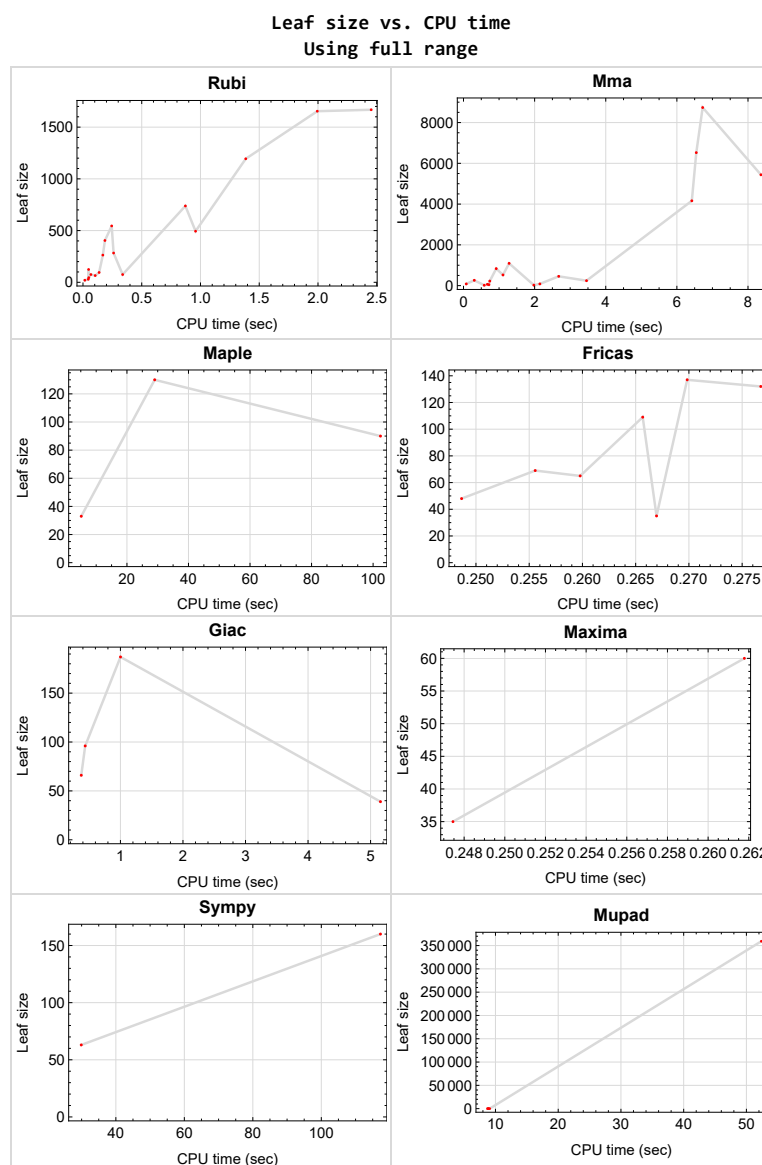 Leaf size vs. CPU time
Using full range
Rubi
Leaf size
1500
1000
500
0
0.0 0.5 1.0 1.5 2.0 2.5
CPU time (sec)
Mma
Leaf size
8000
6000
4000
2000
0
0 2 4 6 8
CPU time (sec)
Maple
Leaf size
120
100
80
60
40
20
0
20 40 60 80 100
CPU time (sec)
Fricas
Leaf size
140
120
100
80
60
40
20
0
0.250 0.255 0.260 0.265 0.270 0.275
CPU time (sec)
Giac
Leaf size
150
100
50
0
1 2 3 4 5
CPU time (sec)
Maxima
Leaf size
60
55
50
45
40
35
0.248 0.250 0.252 0.254 0.256 0.258 0.260 0.262
CPU time (sec)
Sympy
Leaf size
150
100
50
0
40 60 80 100
CPU time (sec)
Mupad
Leaf size
350 000
300 000
250 000
200 000
150 000
100 000
50 000
0
10 20 30 40 50
CPU time (sec)